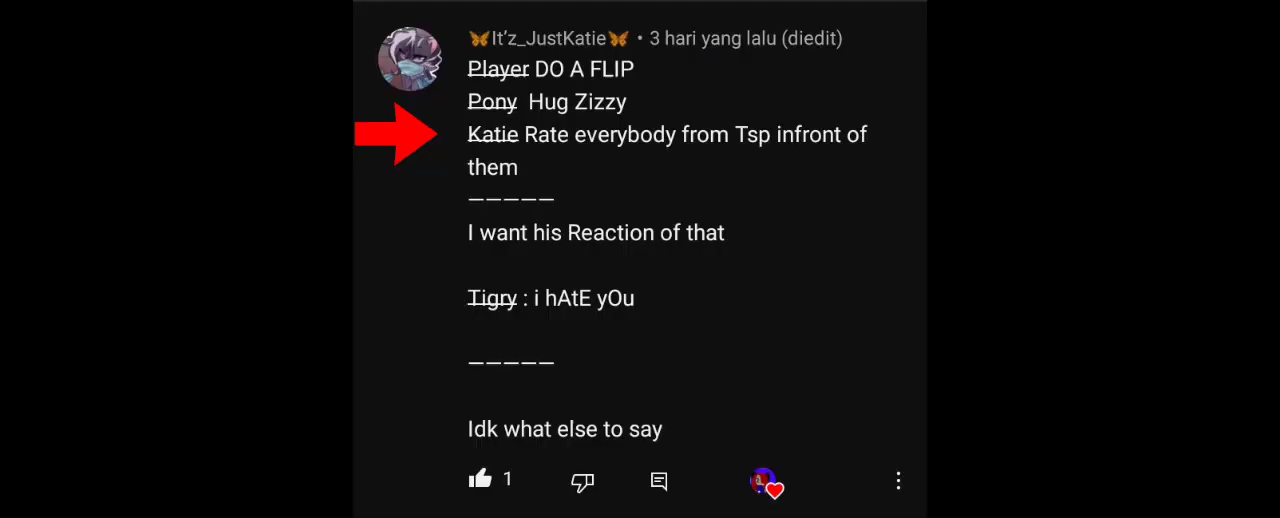 🦋It'z_JustKatie🦋 • 3 hari yang lalu (diedit)
Player DO A FLIP
Pony Hug Zizzy
Katie Rate everybody from Tsp infront of
them
—————
I want his Reaction of that
Tigry : i hAtE yOu
—————
Idk what else to say
1